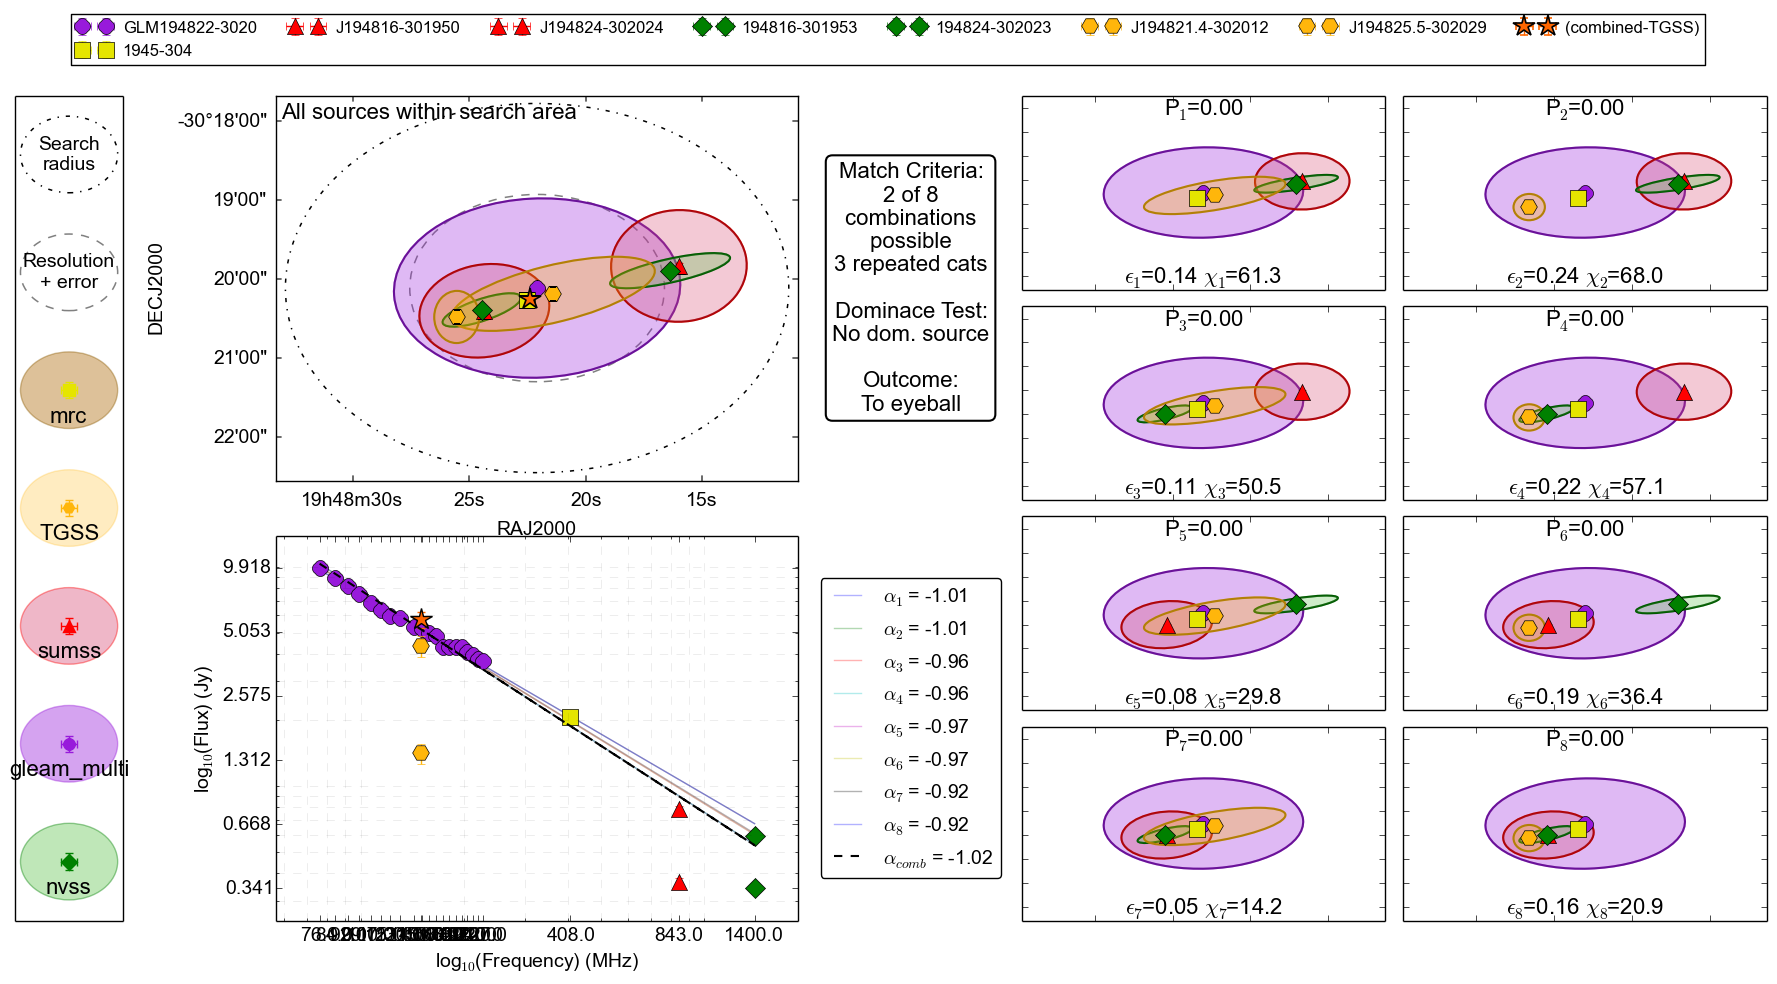 GLM194822-3020
J194816-301950
J194824-302024
194816-301953
194824-302023
J194821.4-302012
J194825.5-302029
(combined-TGSS)
1945-304
Search
radius
Resolution
+ error
mrc
TGSS
sumss
gleam_multi
nvss
All sources within search area
DECJ2000
-30°18'00"
19'00"
20'00"
21'00"
22'00"
19h48m30s
25s
20s
15s
RAJ2000
Match Criteria:
2 of 8
combinations
possible
3 repeated cats
Dominace Test:
No dom. source
Outcome:
To eyeball
log₁₀(Flux) (Jy)
9.918
5.053
2.575
1.312
0.668
0.341
408.0
843.0
1400.0
log₁₀(Frequency) (MHz)
α₁ = -1.01
α₂ = -1.01
α₃ = -0.96
α₄ = -0.96
α₅ = -0.97
α₆ = -0.97
α₇ = -0.92
α₈ = -0.92
α_comb = -1.02
P₁=0.00
ϵ₁=0.14 χ₁=61.3
P₂=0.00
ϵ₂=0.24 χ₂=68.0
P₃=0.00
ϵ₃=0.11 χ₃=50.5
P₄=0.00
ϵ₄=0.22 χ₄=57.1
P₅=0.00
ϵ₅=0.08 χ₅=29.8
P₆=0.00
ϵ₆=0.19 χ₆=36.4
P₇=0.00
ϵ₇=0.05 χ₇=14.2
P₈=0.00
ϵ₈=0.16 χ₈=20.9